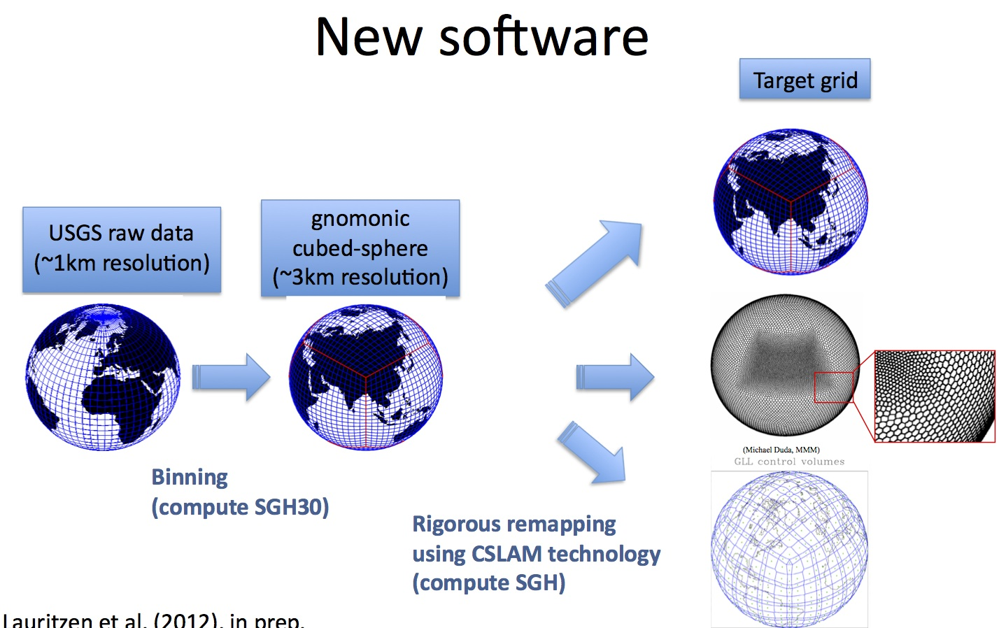 New software
Target grid
USGS raw data
(~1km resolution)
gnomonic
cubed-sphere
(~3km resolution)
(Michael Duda, MMM)
GLL control volumes
Binning
(compute SGH30)
Rigorous remapping
using CSLAM technology
(compute SGH)
Lauritzen et al. (2012), in prep.